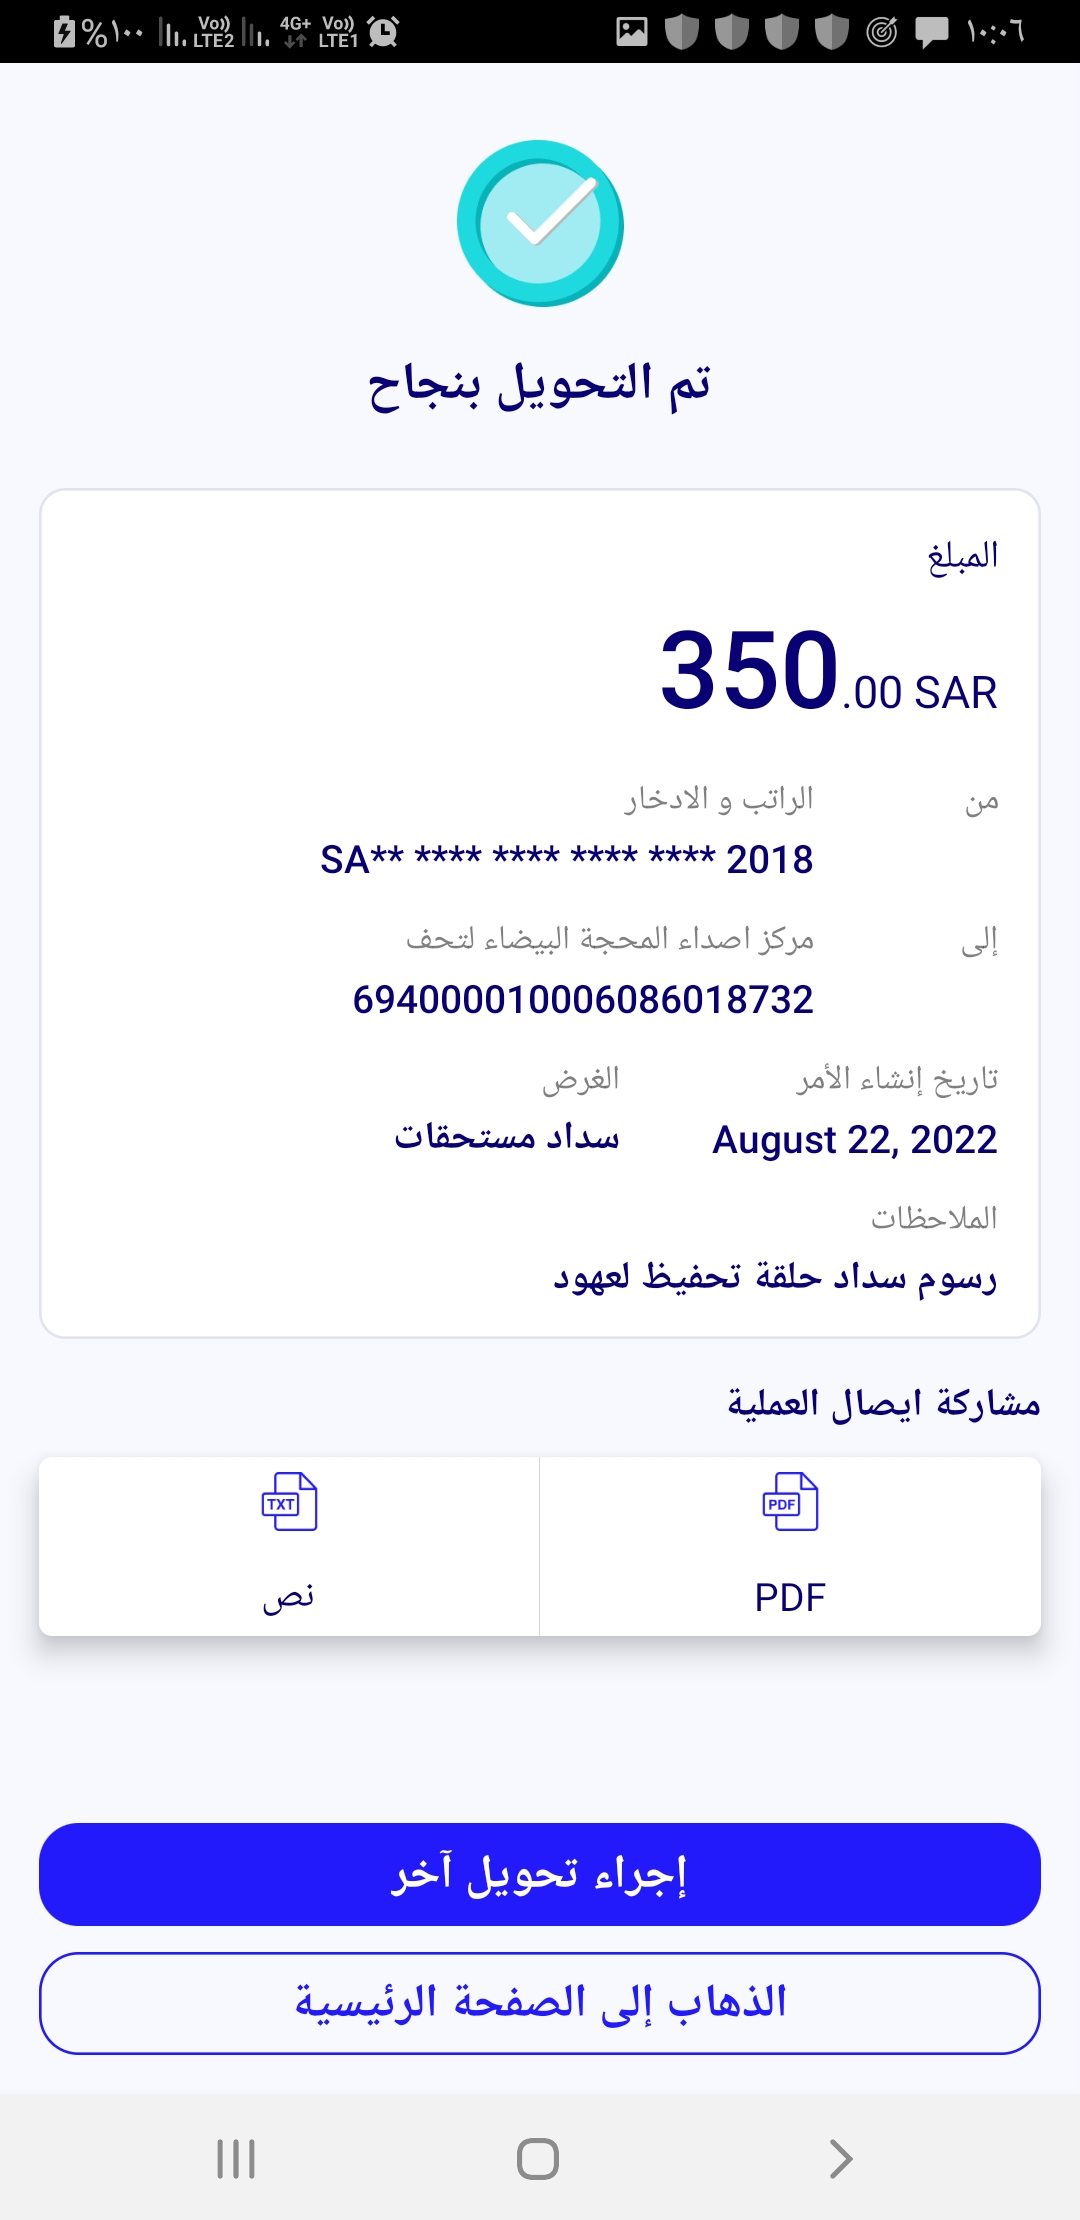 %١٠٠ Vo)) LTE2 4G+ Vo)) LTE1 ١٠:٠٦
تم التحويل بنجاح
المبلغ
350.00 SAR
من الراتب و الادخار
SA** **** **** **** **** 2018
إلى مركز اصداء المحجة البيضاء لتحف
694000010006086018732
تاريخ إنشاء الأمر الغرض
August 22, 2022 سداد مستحقات
الملاحظات
رسوم سداد حلقة تحفيظ لعهود
مشاركة ايصال العملية
PDF TXT
PDF نص
إجراء تحويل آخر
الذهاب إلى الصفحة الرئيسية